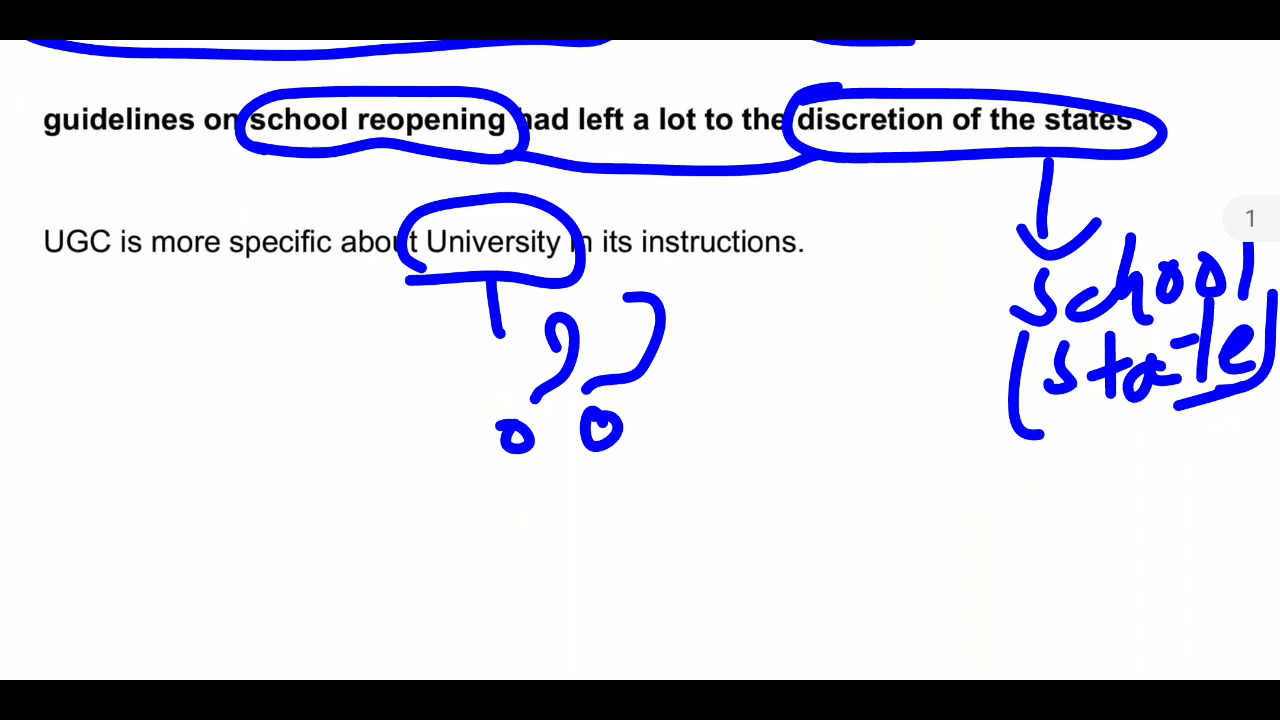 guidelines on school reopening had left a lot to the discretion of the states
UGC is more specific about University in its instructions.
1
school
(state)
??